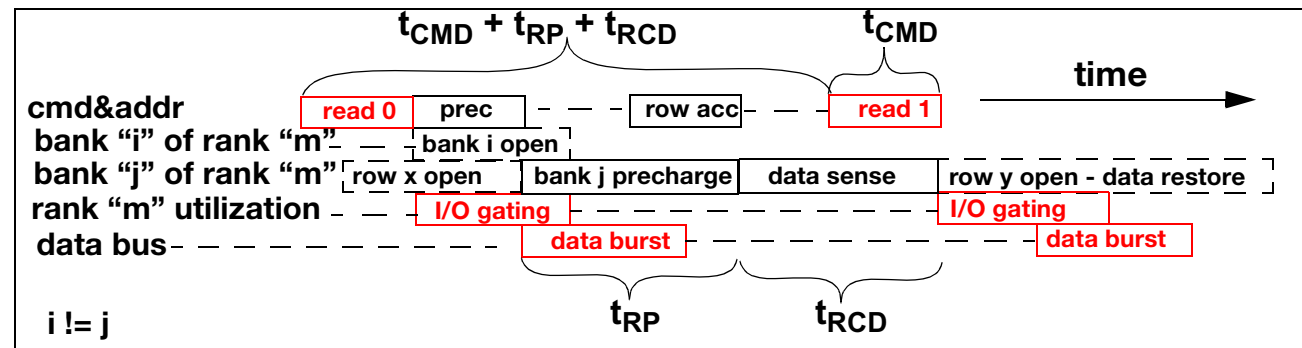 tCMD + tRP + tRCD tCMD
time
cmd&addr read 0 prec row acc read 1
bank “i” of rank “m” bank i open
bank “j” of rank “m” row x open bank j precharge data sense row y open - data restore
rank “m” utilization I/O gating I/O gating
data bus data burst data burst
tRP tRCD
i != j